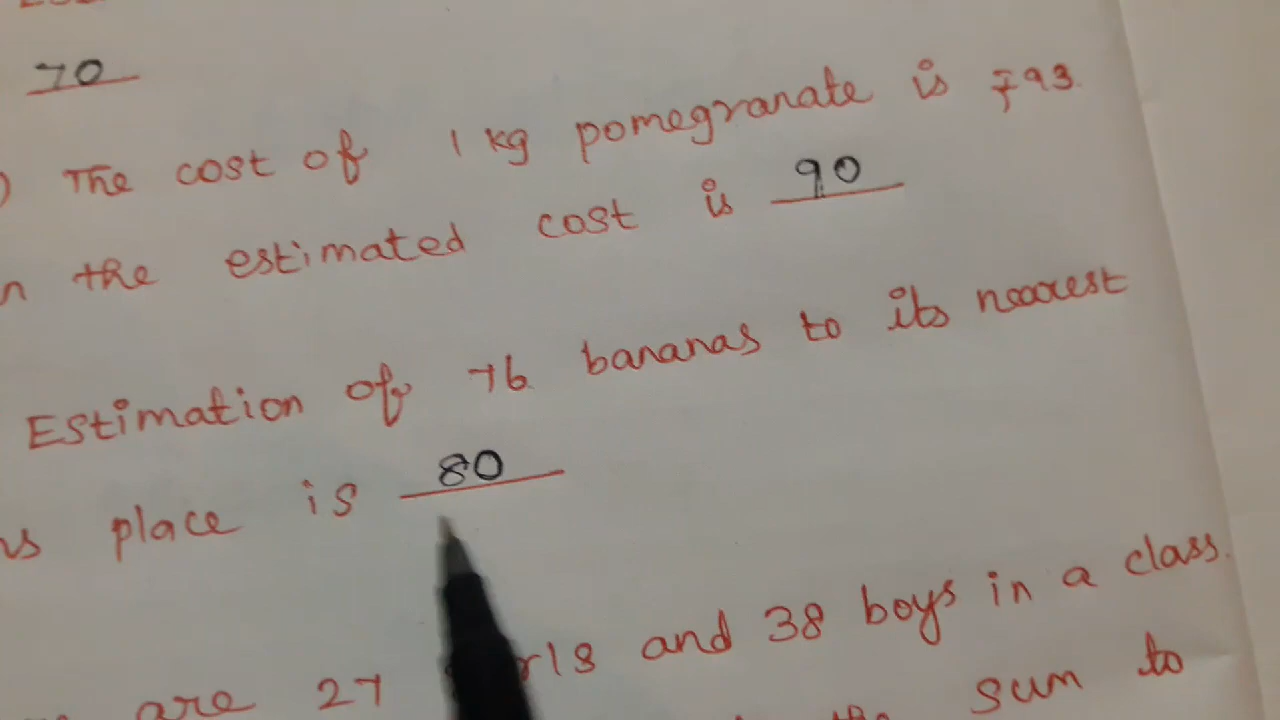 70
) The cost of 1 kg pomegranate is ₹93.
n the estimated cost is 90
Estimation of 76 bananas to its nearest
s place is 80
are 27 and 38 boys in a class.
the sum to